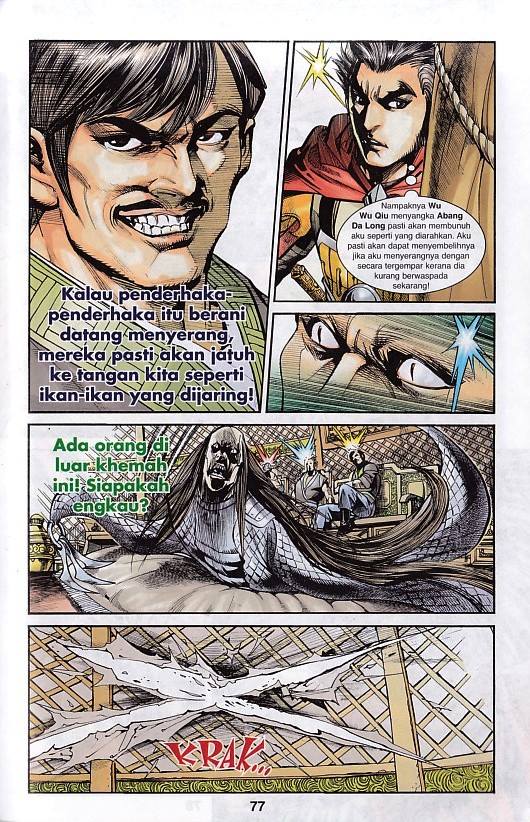 Kalau penderhaka-
penderhaka itu berani
datang menyerang,
mereka pasti akan jatuh
ke tangan kita seperti
ikan-ikan yang dijaring!
Nampaknya Wu
Wu Qiu menyangka Abang
Da Long pasti akan membunuh
aku seperti yang diarahkan. Aku
pasti akan dapat menyembelihnya
jika aku menyerangnya dengan
secara tergempar kerana dia
kurang berwaspada
sekarang!
Ada orang di
luar khemah
ini! Siapakah
engkau?
KRAK...
77